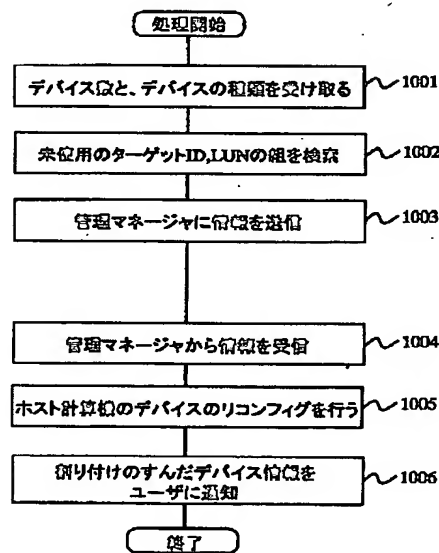 処理開始
デバイス数と、デバイスの種類を受け取る
1001
未使用のターゲットID,LUNの組を検索
1002
管理マネージャに情報を送信
1003
管理マネージャから情報を受信
1004
ホスト計算機のデバイスのリコンフィグを行う
1005
割り付けのすんだデバイス情報を
ユーザに通知
1006
終了